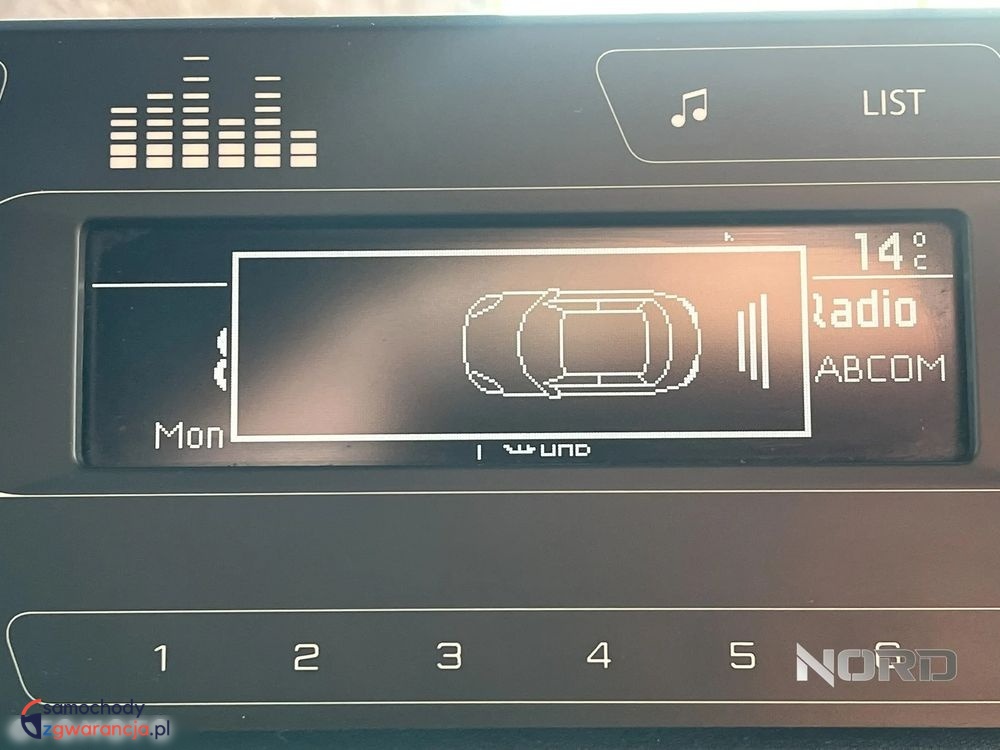 LIST
14°C
Radio
ABCOM
Mon
1 2 3 4 5 6
NORD
samochody
zgwarancja.pl